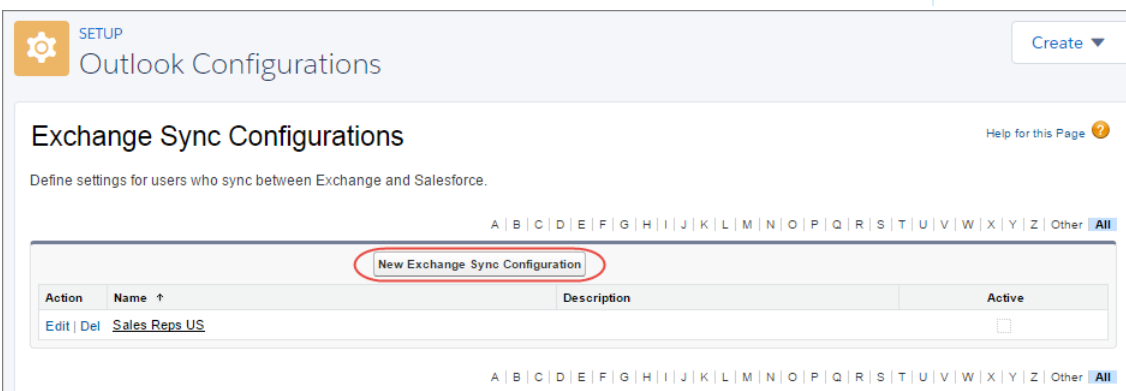 SETUP
Outlook Configurations
Create
Exchange Sync Configurations
Help for this Page ?
Define settings for users who sync between Exchange and Salesforce.
A | B | C | D | E | F | G | H | I | J | K | L | M | N | O | P | Q | R | S | T | U | V | W | X | Y | Z | Other | All
New Exchange Sync Configuration
Action Name ↑ Description Active
Edit | Del Sales Reps US
A | B | C | D | E | F | G | H | I | J | K | L | M | N | O | P | Q | R | S | T | U | V | W | X | Y | Z | Other | All